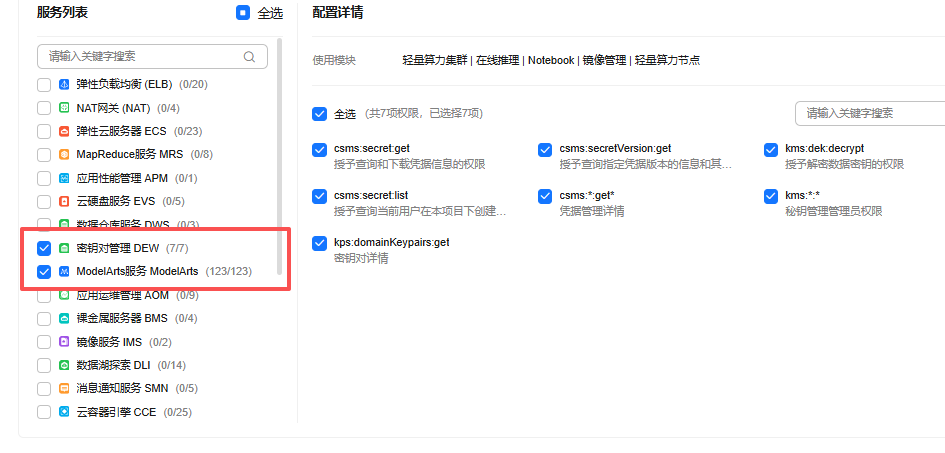 服务列表
全选
请输入关键字搜索
弹性负载均衡 (ELB) (0/20)
NAT网关 (NAT) (0/4)
弹性云服务器 ECS (0/23)
MapReduce服务 MRS (0/8)
应用性能管理 APM (0/1)
云硬盘服务 EVS (0/5)
数据仓库服务 DWS (0/3)
密钥对管理 DEW (7/7)
ModelArts服务 ModelArts (123/123)
应用运维管理 AOM (0/9)
裸金属服务器 BMS (0/4)
镜像服务 IMS (0/2)
数据湖探索 DLI (0/14)
消息通知服务 SMN (0/5)
云容器引擎 CCE (0/25)
配置详情
使用模块 轻量算力集群 | 在线推理 | Notebook | 镜像管理 | 轻量算力节点
全选 (共7项权限，已选择7项)
请输入关键字搜索
csms:secret:get
授予查询和下载凭据信息的权限
csms:secretVersion:get
授予查询指定凭据版本的信息和其...
kms:dek:decrypt
授予解密数据密钥的权限
csms:secret:list
授予查询当前用户在本项目下创建...
csms:*:get*
凭据管理详情
kms:*:*
秘钥管理管理员权限
kps:domainKeypairs:get
密钥对详情